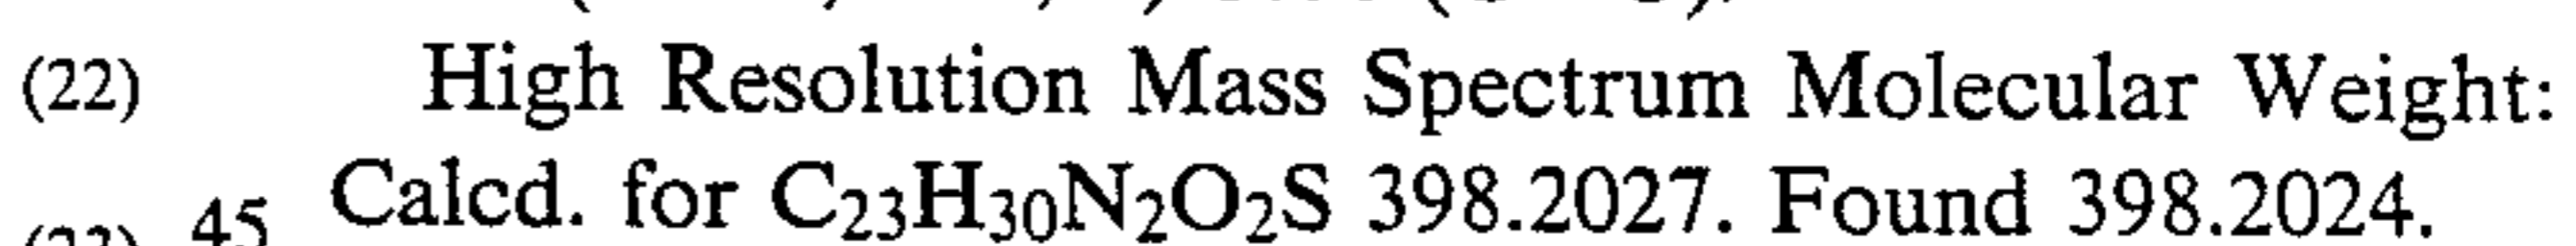 (22) High Resolution Mass Spectrum Molecular Weight:
45 Calcd. for C₂₃H₃₀N₂O₂S 398.2027. Found 398.2024.